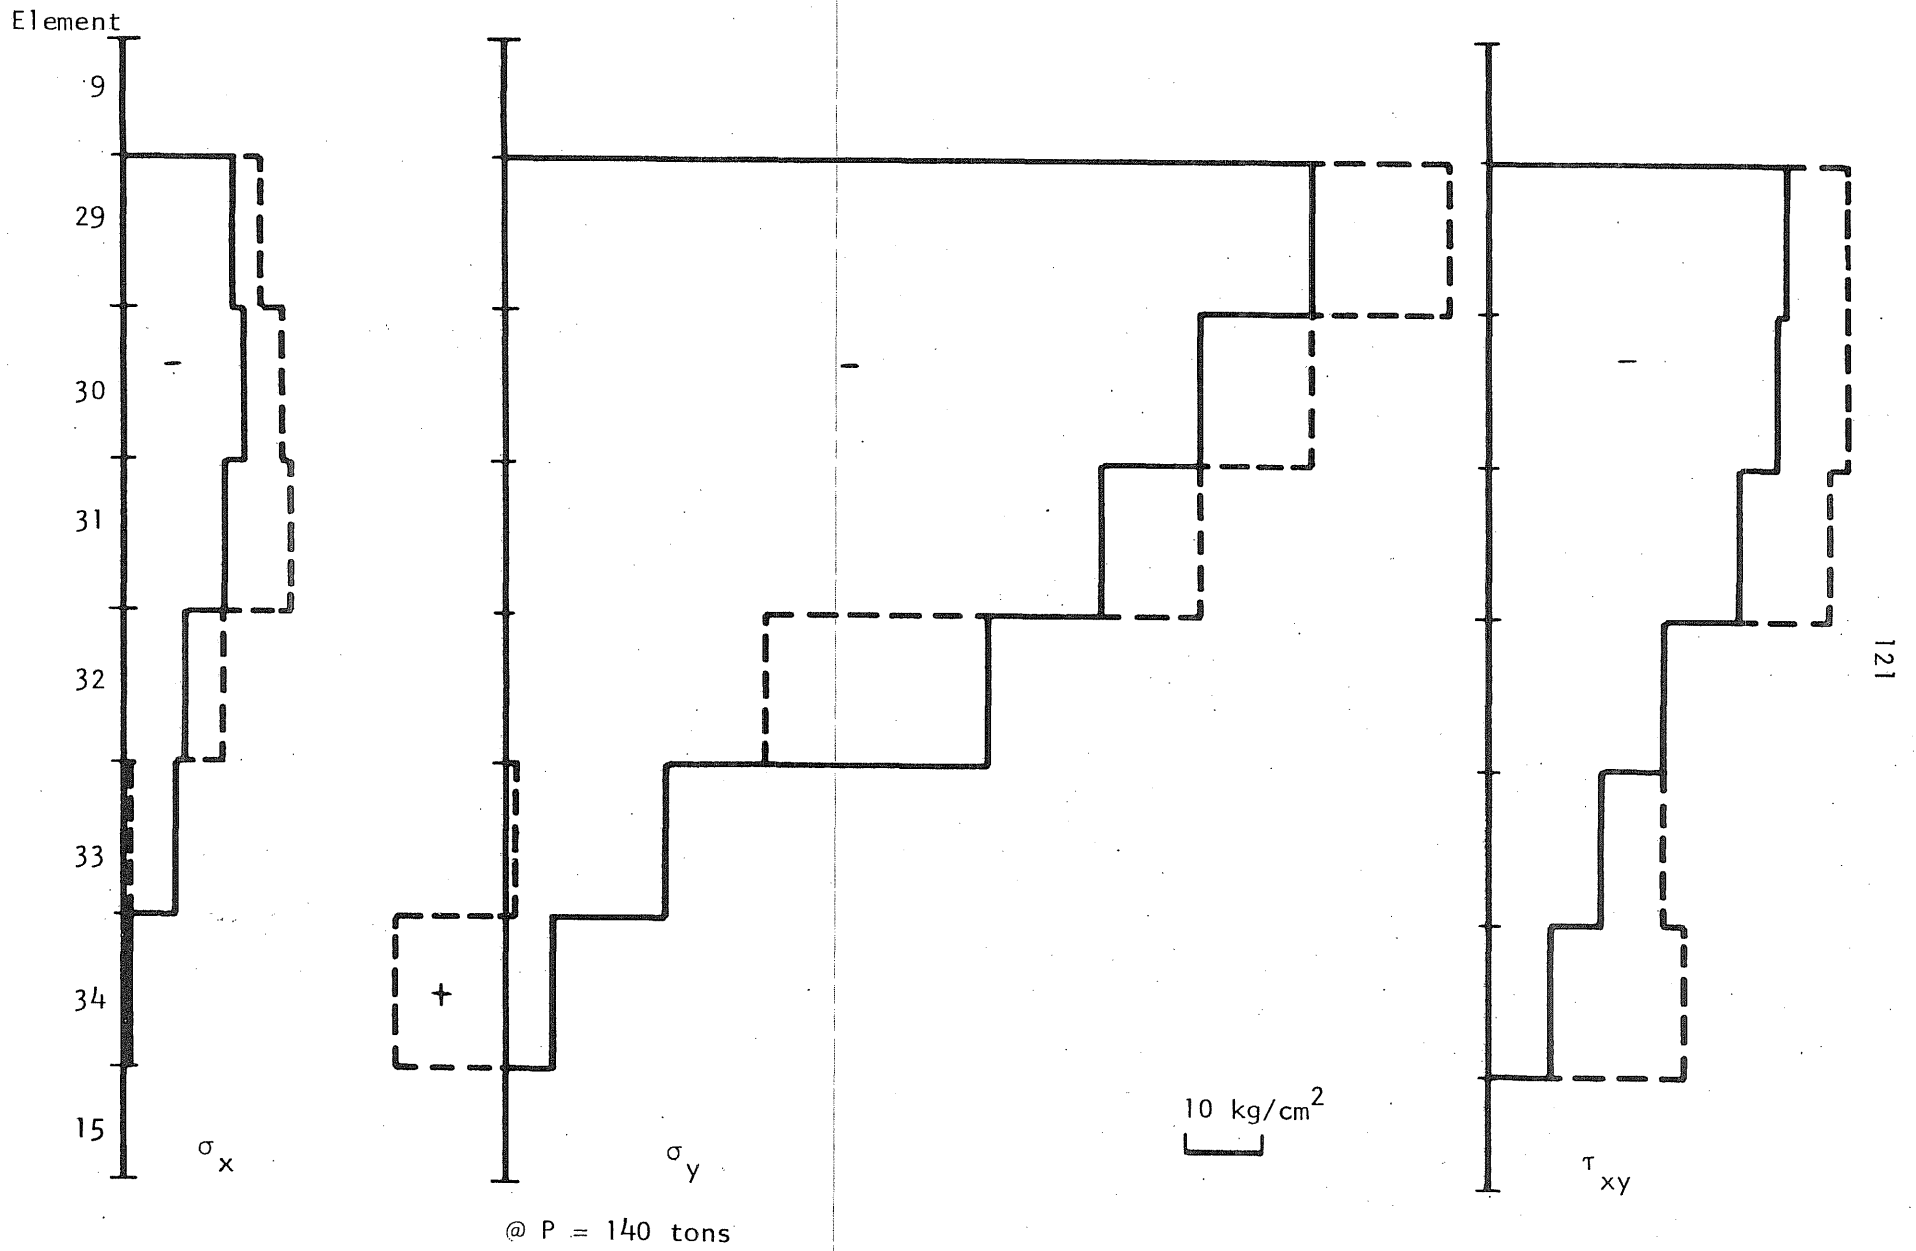 Element
9
29
30
31
32
33
34
15
-
-
-
+
σx
σy
τxy
10 kg/cm²
@ P = 140 tons
121